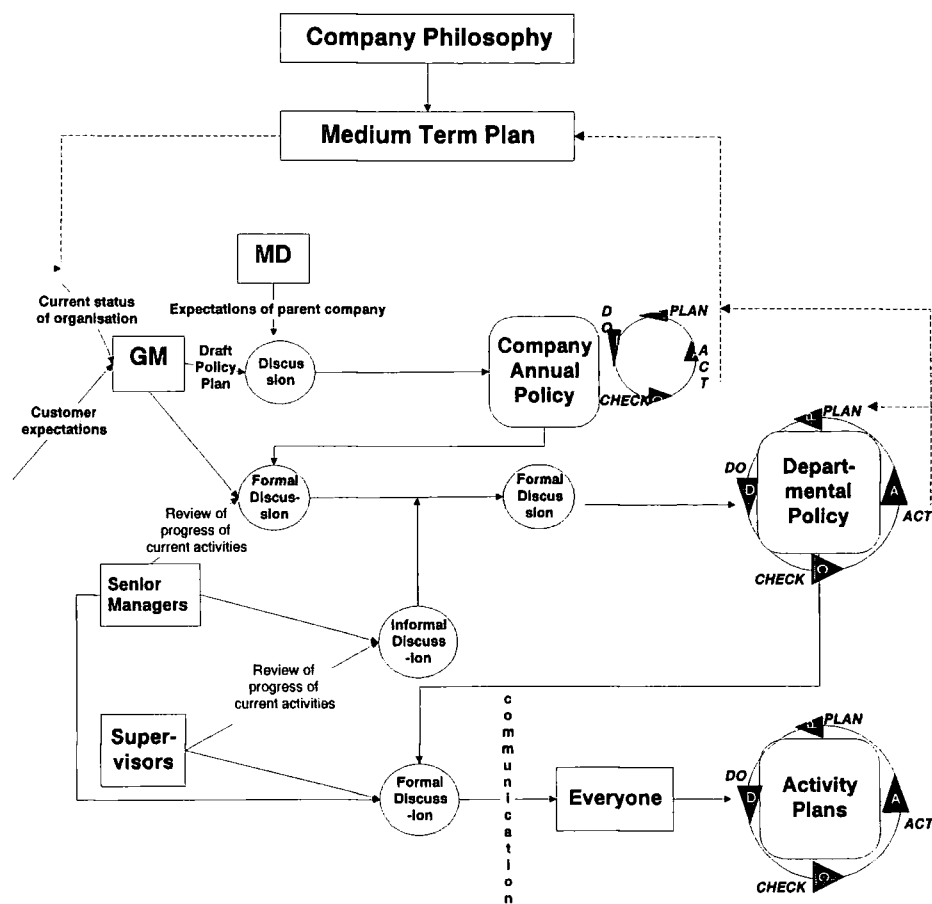 Company Philosophy
Medium Term Plan
MD
Current status
of organisation
Expectations of parent company
GM
Draft
Policy
Plan
Discus
sion
Company
Annual
Policy
DO
PLAN
ACT
CHECK
C
Customer
expectations
Formal
Discus-
sion
Formal
Discus
sion
Depart-
mental
Policy
PLAN
DO
D
A
ACT
CHECK
C
Review of
progress of
current activities
Senior
Managers
Informal
Discuss
-ion
Review of
progress of
current activities
Super-
visors
Formal
Discuss
-ion
communication
Everyone
Activity
Plans
PLAN
DO
D
A
ACT
CHECK
C